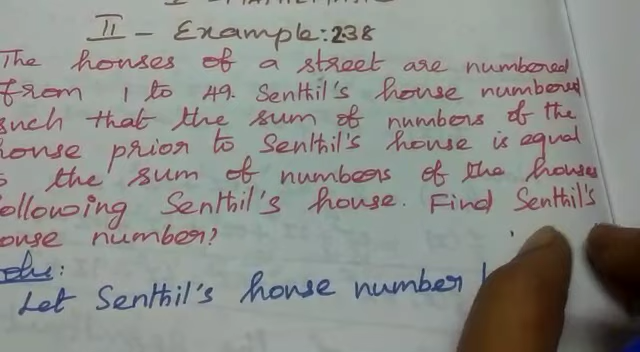 II - Example: 238
The houses of a street are numbered
from 1 to 49. Senthil's house numbered
such that the sum of numbers of the
house prior to Senthil's house is equal
the sum of numbers of the houses
following Senthil's house. Find Senthil's
house number?
Let Senthil's house number